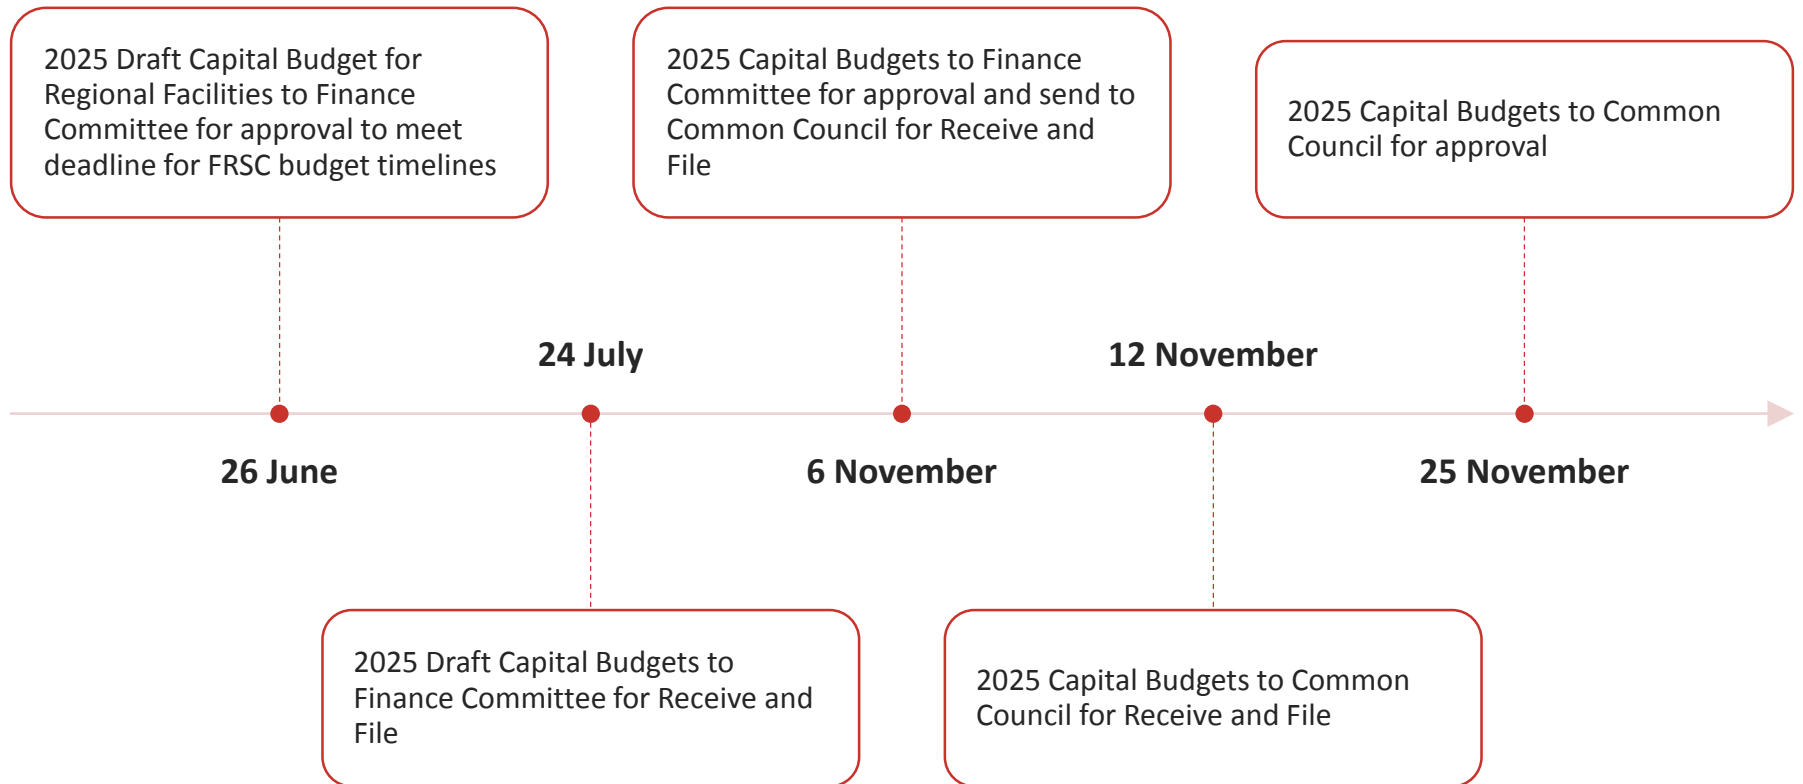 2025 Draft Capital Budget for
Regional Facilities to Finance
Committee for approval to meet
deadline for FRSC budget timelines
2025 Capital Budgets to Finance
Committee for approval and send to
Common Council for Receive and
File
2025 Capital Budgets to Common
Council for approval
24 July
12 November
26 June
6 November
25 November
2025 Draft Capital Budgets to
Finance Committee for Receive and
File
2025 Capital Budgets to Common
Council for Receive and File